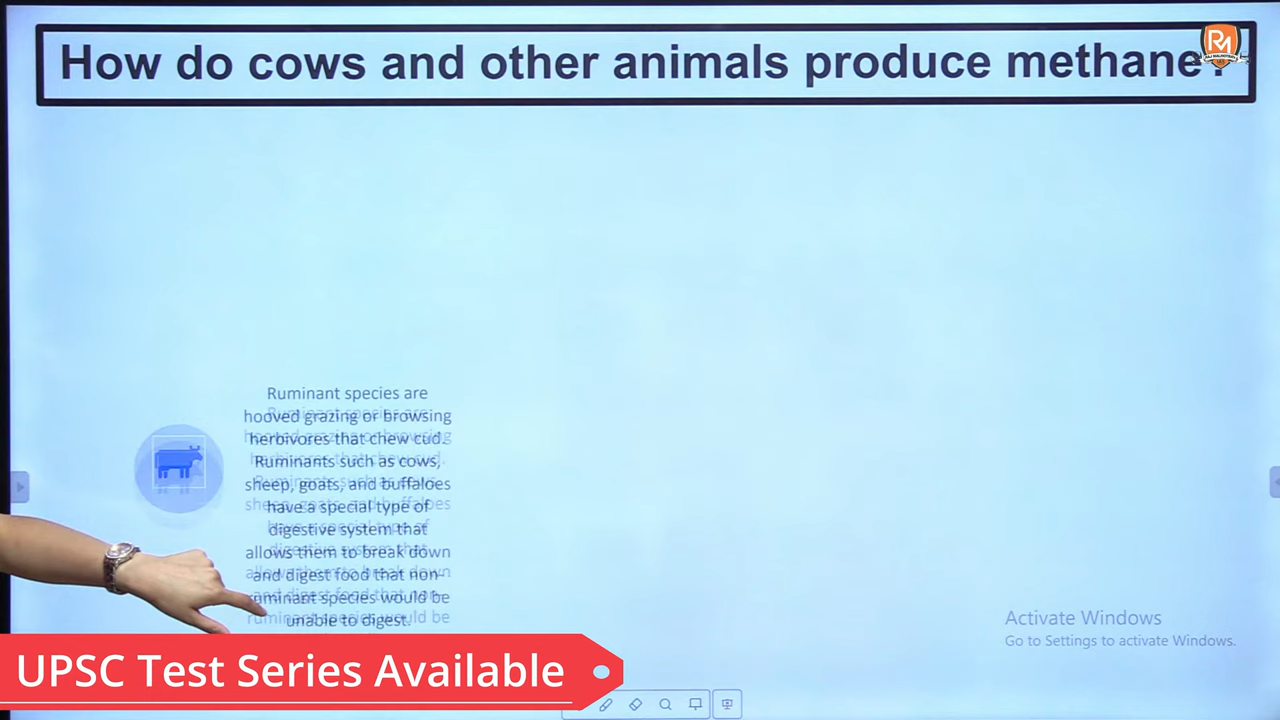 How do cows and other animals produce methane?
RM
Ruminant species are
hooved grazing or browsing
herbivores that chew cud.
Ruminants such as cows,
sheep, goats, and buffaloes
have a special type of
digestive system that
allows them to break down
and digest food that non-
ruminant species would be
unable to digest.
Activate Windows
Go to Settings to activate Windows.
UPSC Test Series Available